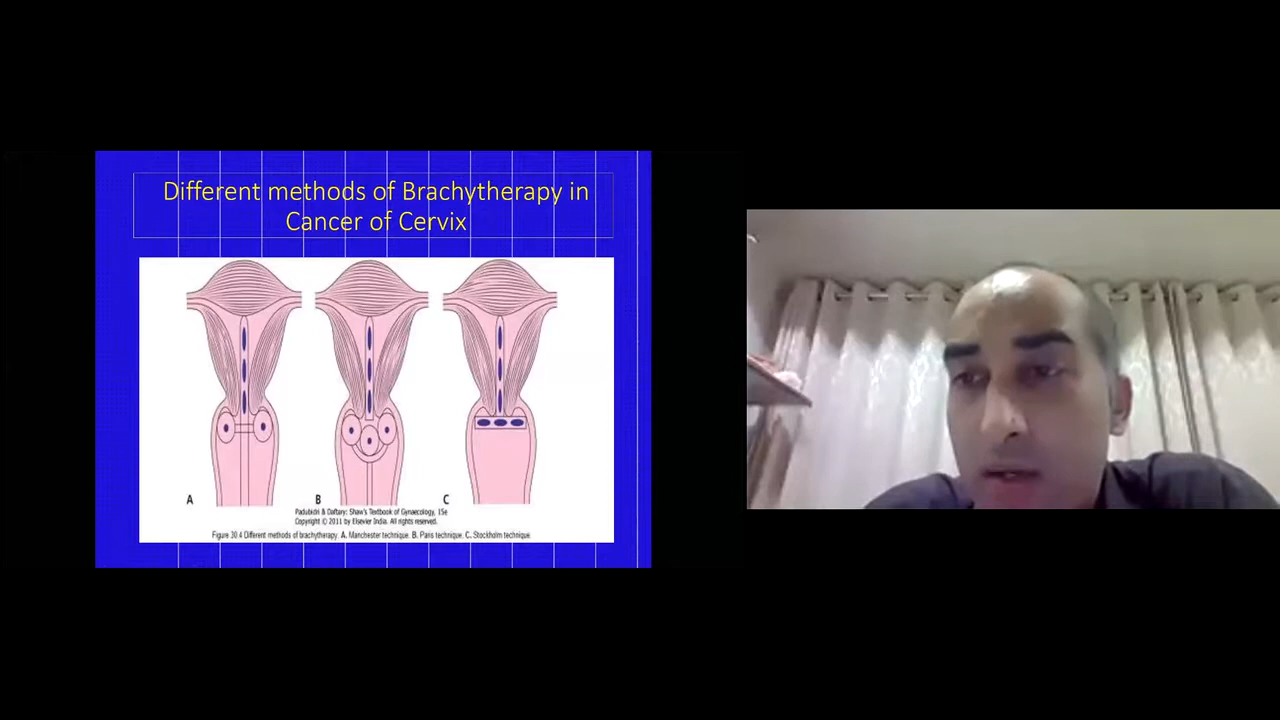 Different methods of Brachytherapy in
Cancer of Cervix
A
B
C
Padubidri & Daftary: Shaw's Textbook of Gynaecology, 15e
Copyright © 2011 by Elsevier India. All rights reserved.
Figure 30.4 Different methods of brachytherapy. A. Manchester technique. B. Paris technique. C. Stockholm technique